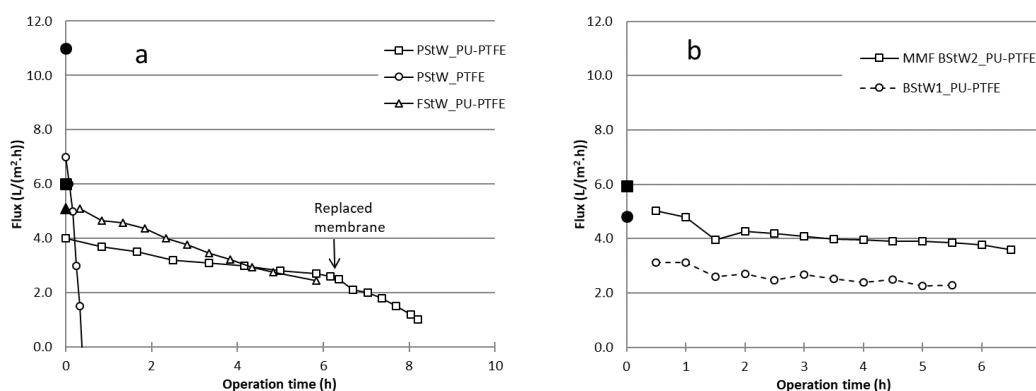 a
12.0
10.0
8.0
6.0
4.0
2.0
0.0
Flux (L/(m².h))
PStW_PU-PTFE
PStW_PTFE
FStW_PU-PTFE
Replaced
membrane
0 2 4 6 8 10
Operation time (h)
b
12.0
10.0
8.0
6.0
4.0
2.0
0.0
Flux (L/(m².h))
MMF BStW2_PU-PTFE
BStW1_PU-PTFE
0 1 2 3 4 5 6
Operation time (h)